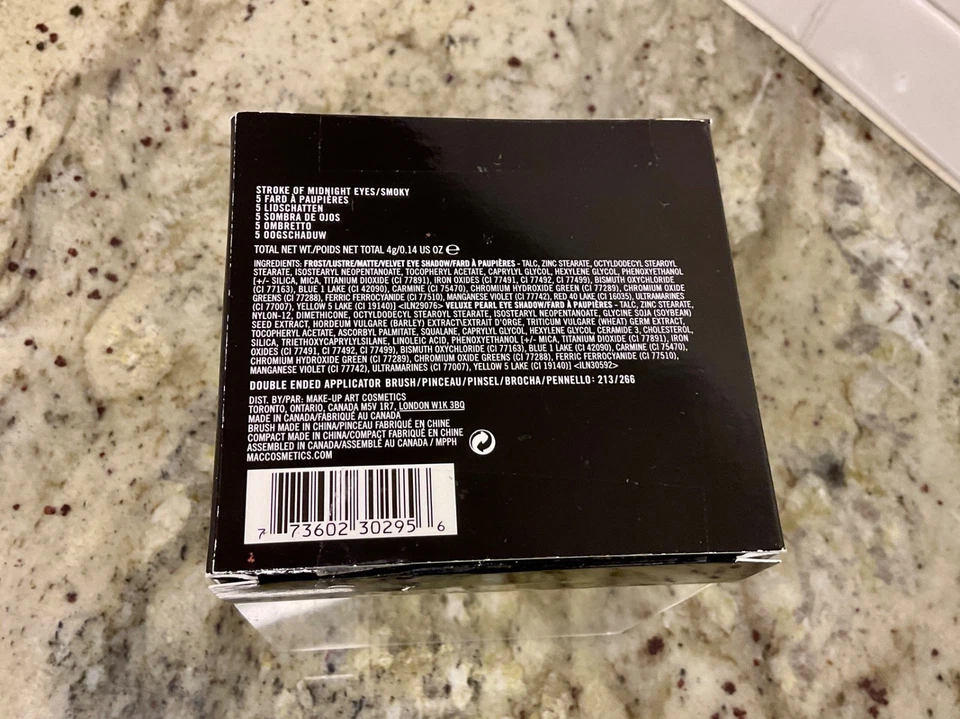 STROKE OF MIDNIGHT EYES/SMOKY
5 FARD À PAUPIÈRES
5 LIDSCHATTEN
5 SOMBRA DE OJOS
5 OMBRETTO
5 OOGSCHADUW
TOTAL NET WT./POIDS NET TOTAL 4g/0.14 US OZ ℮
INGREDIENTS: FROST/LUSTRE/MATTE/VELVET EYE SHADOW/FARD À PAUPIÈRES - TALC, ZINC STEARATE, OCTYLDODECYL STEAROYL
STEARATE, ISOSTEARYL NEOPENTANOATE, TOCOPHERYL ACETATE, CAPRYLYL GLYCOL, HEXYLENE GLYCOL, PHENOXYETHANOL
[+/- SILICA, MICA, TITANIUM DIOXIDE (CI 77891), IRON OXIDES (CI 77491, CI 77492, CI 77499), BISMUTH OXYCHLORIDE
(CI 77163), BLUE 1 LAKE (CI 42090), CARMINE (CI 75470), CHROMIUM HYDROXIDE GREEN (CI 77289), CHROMIUM OXIDE
GREENS (CI 77288), FERRIC FERROCYANIDE (CI 77510), MANGANESE VIOLET (CI 77742), RED 40 LAKE (CI 16035), ULTRAMARINES
(CI 77007), YELLOW 5 LAKE (CI 19140)] <ILN29076> VELUXE PEARL EYE SHADOW/FARD À PAUPIÈRES - TALC, ZINC STEARATE,
NYLON-12, DIMETHICONE, OCTYLDODECYL STEAROYL STEARATE, ISOSTEARYL NEOPENTANOATE, GLYCINE SOJA (SOYBEAN)
SEED EXTRACT, HORDEUM VULGARE (BARLEY) EXTRACT\EXTRAIT D'ORGE, TRITICUM VULGARE (WHEAT) GERM EXTRACT,
TOCOPHERYL ACETATE, ASCORBYL PALMITATE, SQUALANE, CAPRYLYL GLYCOL, HEXYLENE GLYCOL, CERAMIDE 3, CHOLESTEROL,
SILICA, TRIETHOXYCAPRYLYLSILANE, LINOLEIC ACID, PHENOXYETHANOL [+/- MICA, TITANIUM DIOXIDE (CI 77891), IRON
OXIDES (CI 77491, CI 77492, CI 77499), BISMUTH OXYCHLORIDE (CI 77163), BLUE 1 LAKE (CI 42090), CARMINE (CI 75470),
CHROMIUM HYDROXIDE GREEN (CI 77289), CHROMIUM OXIDE GREENS (CI 77288), FERRIC FERROCYANIDE (CI 77510),
MANGANESE VIOLET (CI 77742), ULTRAMARINES (CI 77007), YELLOW 5 LAKE (CI 19140)] <ILN30592>
DOUBLE ENDED APPLICATOR BRUSH/PINCEAU/PINSEL/BROCHA/PENNELLO: 213/266
DIST. BY/PAR: MAKE-UP ART COSMETICS
TORONTO, ONTARIO, CANADA M5V 1R7, LONDON W1K 3BQ
MADE IN CANADA/FABRIQUÉ AU CANADA
BRUSH MADE IN CHINA/PINCEAU FABRIQUÉ EN CHINE
COMPACT MADE IN CHINA/COMPACT FABRIQUÉ EN CHINE
ASSEMBLED IN CANADA/ASSEMBLÉ AU CANADA / MPPH
MACCOSMETICS.COM
7 73602 30295 6